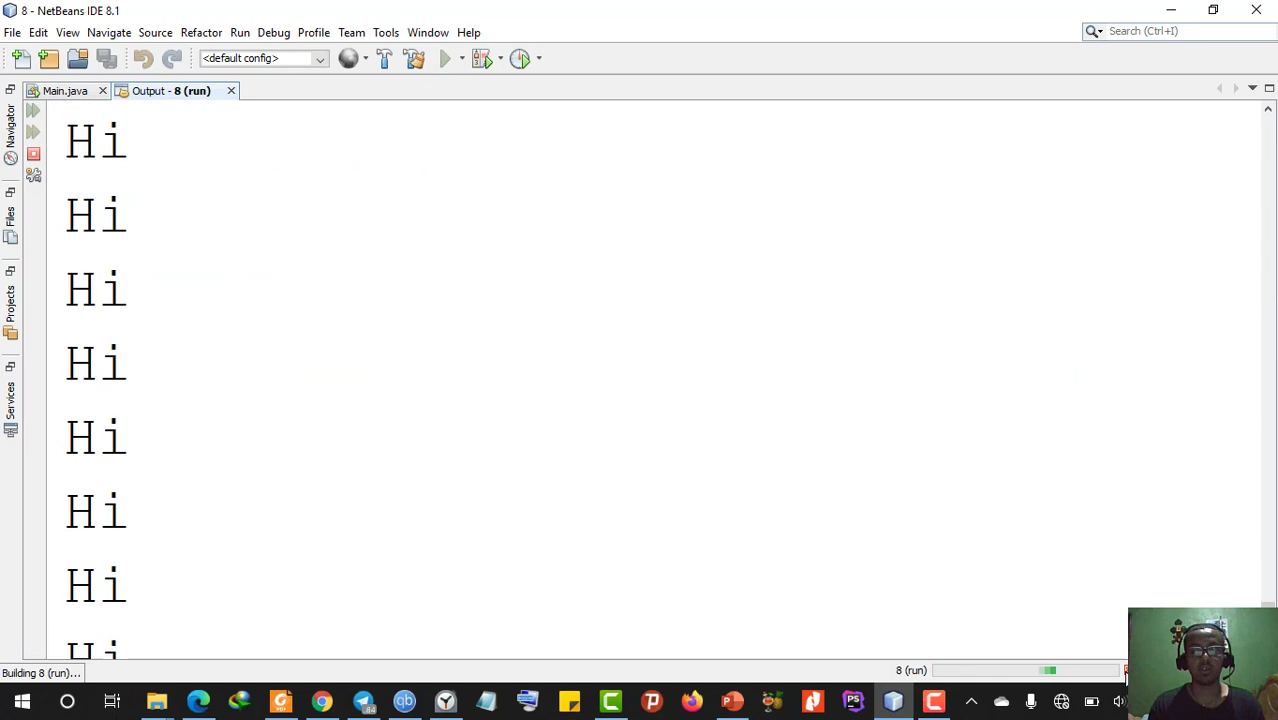 8 - NetBeans IDE 8.1
File Edit View Navigate Source Refactor Run Debug Profile Team Tools Window Help
Search (Ctrl+I)
<default config>
Main.java
Output - 8 (run)
Navigator
Files
Projects
Services
Hi
Hi
Hi
Hi
Hi
Hi
Hi
Hi
Building 8 (run)...
8 (run)
84